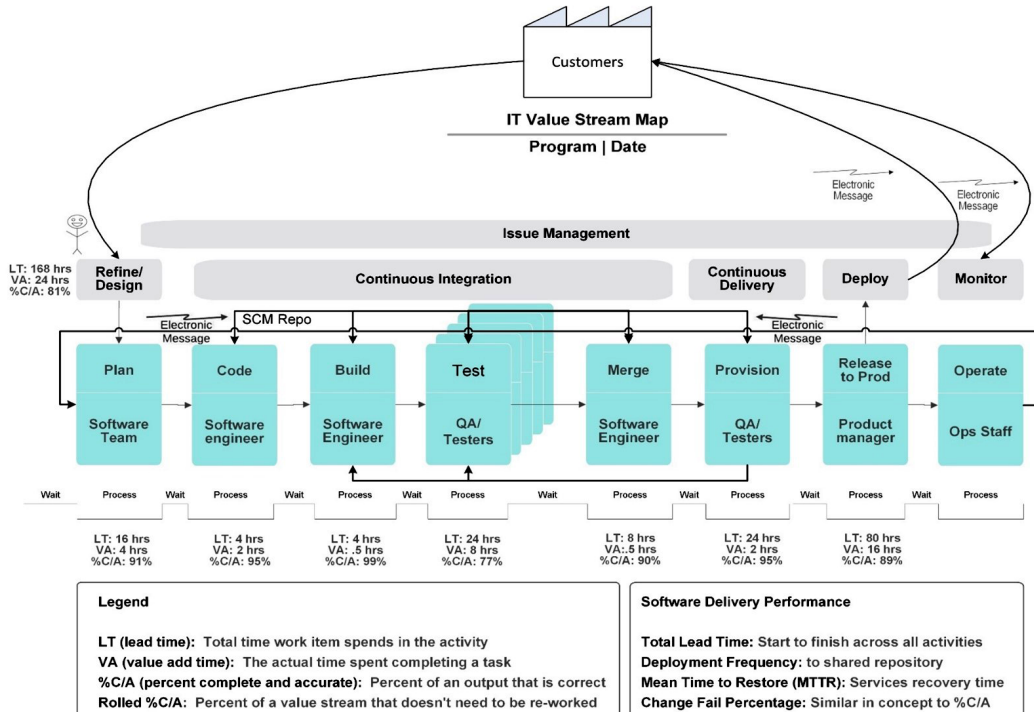 Customers
IT Value Stream Map
Program | Date
Electronic
Message
Electronic
Message
Issue Management
LT: 168 hrs
VA: 24 hrs
%C/A: 81%
Refine/
Design
Continuous Integration
Continuous
Delivery
Deploy
Monitor
Electronic
Message
SCM Repo
Electronic
Message
Plan
Software
Team
Code
Software
engineer
Build
Software
Engineer
Test
QA/
Testers
Merge
Software
Engineer
Provision
QA/
Testers
Release
to Prod
Product
manager
Operate
Ops Staff
Wait Process Wait Process Wait Process Wait Process Wait Process Wait Process Wait Process Wait Process
LT: 16 hrs
VA: 4 hrs
%C/A: 91%
LT: 4 hrs
VA: 2 hrs
%C/A: 95%
LT: 4 hrs
VA: .5 hrs
%C/A: 99%
LT: 24 hrs
VA: 8 hrs
%C/A: 77%
LT: 8 hrs
VA:.5 hrs
%C/A: 90%
LT: 24 hrs
VA: 2 hrs
%C/A: 95%
LT: 80 hrs
VA: 16 hrs
%C/A: 89%
Legend
LT (lead time): Total time work item spends in the activity
VA (value add time): The actual time spent completing a task
%C/A (percent complete and accurate): Percent of an output that is correct
Rolled %C/A: Percent of a value stream that doesn't need to be re-worked
Software Delivery Performance
Total Lead Time: Start to finish across all activities
Deployment Frequency: to shared repository
Mean Time to Restore (MTTR): Services recovery time
Change Fail Percentage: Similar in concept to %C/A